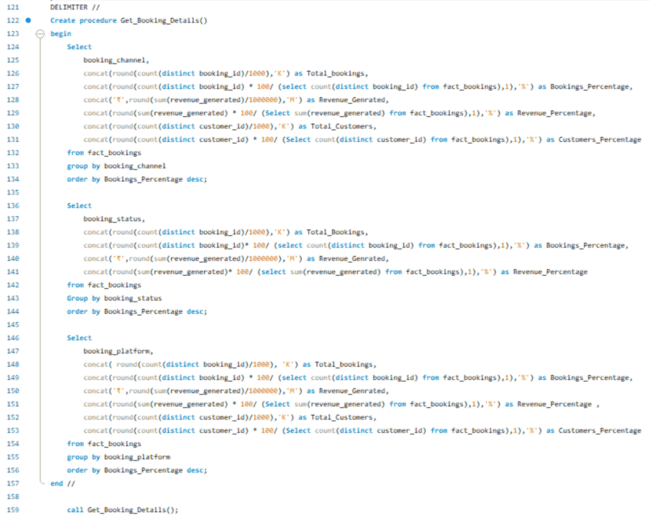 121 DELIMITER //
122 Create procedure Get_Booking_Details()
123 begin
124 Select
125 booking_channel,
126 concat(round(count(distinct booking_id)/1000),'K') as Total_bookings,
127 concat(round(count(distinct booking_id) * 100/ (select count(distinct booking_id) from fact_bookings),1),'%') as Bookings_Percentage,
128 concat('₹',round(sum(revenue_generated)/1000000),'M') as Revenue_Genrated,
129 concat(round(sum(revenue_generated) * 100/ (Select sum(revenue_generated) from fact_bookings),1),'%') as Revenue_Percentage,
130 concat(round(count(distinct customer_id)/1000),'K') as Total_Customers,
131 concat(round(count(distinct customer_id) * 100/ (Select count(distinct customer_id) from fact_bookings),1),'%') as Customers_Percentage
132 from fact_bookings
133 group by booking_channel
134 order by Bookings_Percentage desc;
135
136 Select
137 booking_status,
138 concat(round(count(distinct booking_id)/1000),'K') as Total_Bookings,
139 concat(round(count(distinct booking_id)* 100/ (select count(distinct booking_id) from fact_bookings),1),'%') as Bookings_Percentage,
140 concat('₹',round(sum(revenue_generated)/1000000),'M') as Revenue_Genrated,
141 concat(round(sum(revenue_generated)* 100/ (select sum(revenue_generated) from fact_bookings),1),'%') as Revenue_Percentage
142 from fact_bookings
143 Group by booking_status
144 order by Bookings_Percentage desc;
145
146 Select
147 booking_platform,
148 concat( round(count(distinct booking_id)/1000), 'K') as Total_bookings,
149 concat(round(count(distinct booking_id) * 100/ (select count(distinct booking_id) from fact_bookings),1),'%') as Bookings_Percentage,
150 concat('₹',round(sum(revenue_generated)/1000000),'M') as Revenue_Genrated,
151 concat(round(sum(revenue_generated) * 100/ (Select sum(revenue_generated) from fact_bookings),1),'%') as Revenue_Percentage ,
152 concat(round(count(distinct customer_id)/1000),'K') as Total_Customers,
153 concat(round(count(distinct customer_id) * 100/ (Select count(distinct customer_id) from fact_bookings),1),'%') as Customers_Percentage
154 from fact_bookings
155 group by booking_platform
156 order by Bookings_Percentage desc;
157 end //
158
159 call Get_Booking_Details();